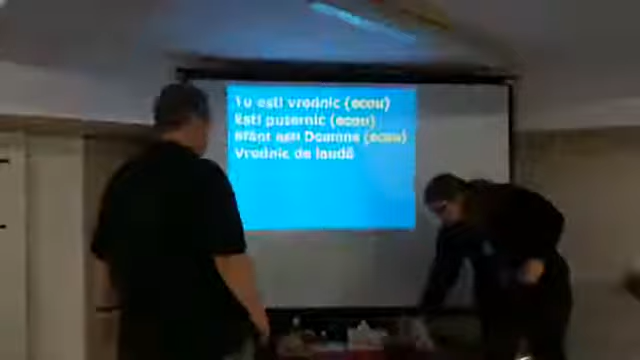 Tu ești vrednic (ecou)
Ești puternic (ecou)
Sfânt ești Doamne (ecou)
Vrednic de laudă